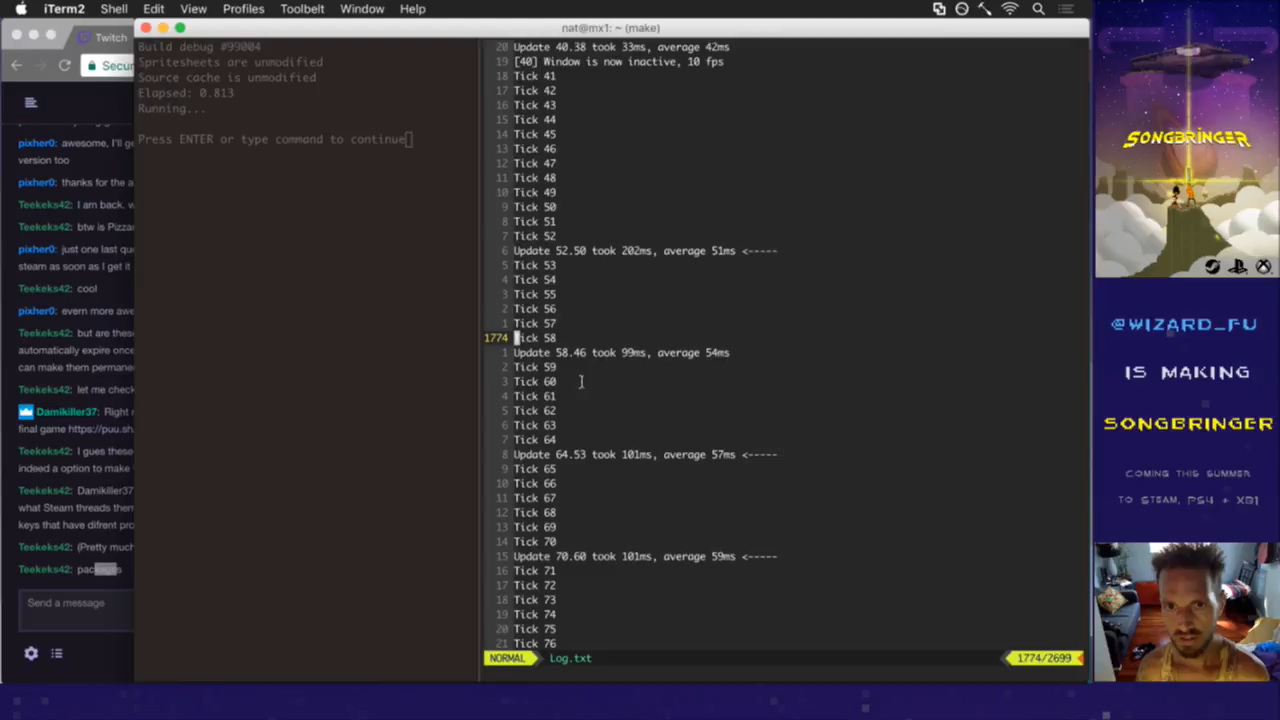 iTerm2 Shell Edit View Profiles Toolbelt Window Help
Twitch
Secur
pixher0: awesome, I'll ge
version too
pixher0: thanks for the a
Teekeks42: I am back. w
Teekeks42: btw is Pizza
pixher0: just one last qu
steam as soon as I get it
Teekeks42: cool
pixher0: evern more awe
Teekeks42: but are these
automatically expire once
can make them permanen
Teekeks42: let me check
Damikiller37: Right n
final game https://puu.sh
Teekeks42: I gues these
indeed a option to make
Teekeks42: Damikiller37
what Steam threads them
keys that have difrent pro
Teekeks42: (Pretty much
Teekeks42: packages
Send a message
nat@mx1: ~ (make)
Build debug #99004
Spritesheets are unmodified
Source cache is unmodified
Elapsed: 0.813
Running...
Press ENTER or type command to continue
20 Update 40.38 took 33ms, average 42ms
19 [40] Window is now inactive, 10 fps
18 Tick 41
17 Tick 42
16 Tick 43
15 Tick 44
14 Tick 45
13 Tick 46
12 Tick 47
11 Tick 48
10 Tick 49
9 Tick 50
8 Tick 51
7 Tick 52
6 Update 52.50 took 202ms, average 51ms <-----
5 Tick 53
4 Tick 54
3 Tick 55
2 Tick 56
1 Tick 57
1774 Tick 58
1 Update 58.46 took 99ms, average 54ms
2 Tick 59
3 Tick 60
4 Tick 61
5 Tick 62
6 Tick 63
7 Tick 64
8 Update 64.53 took 101ms, average 57ms <-----
9 Tick 65
10 Tick 66
11 Tick 67
12 Tick 68
13 Tick 69
14 Tick 70
15 Update 70.60 took 101ms, average 59ms <-----
16 Tick 71
17 Tick 72
18 Tick 73
19 Tick 74
20 Tick 75
21 Tick 76
NORMAL Log.txt 1774/2699
SONGBRINGER
@WIZARD_FU
IS MAKING
SONGBRINGER
COMING THIS SUMMER
TO STEAM, PS4 + XB1